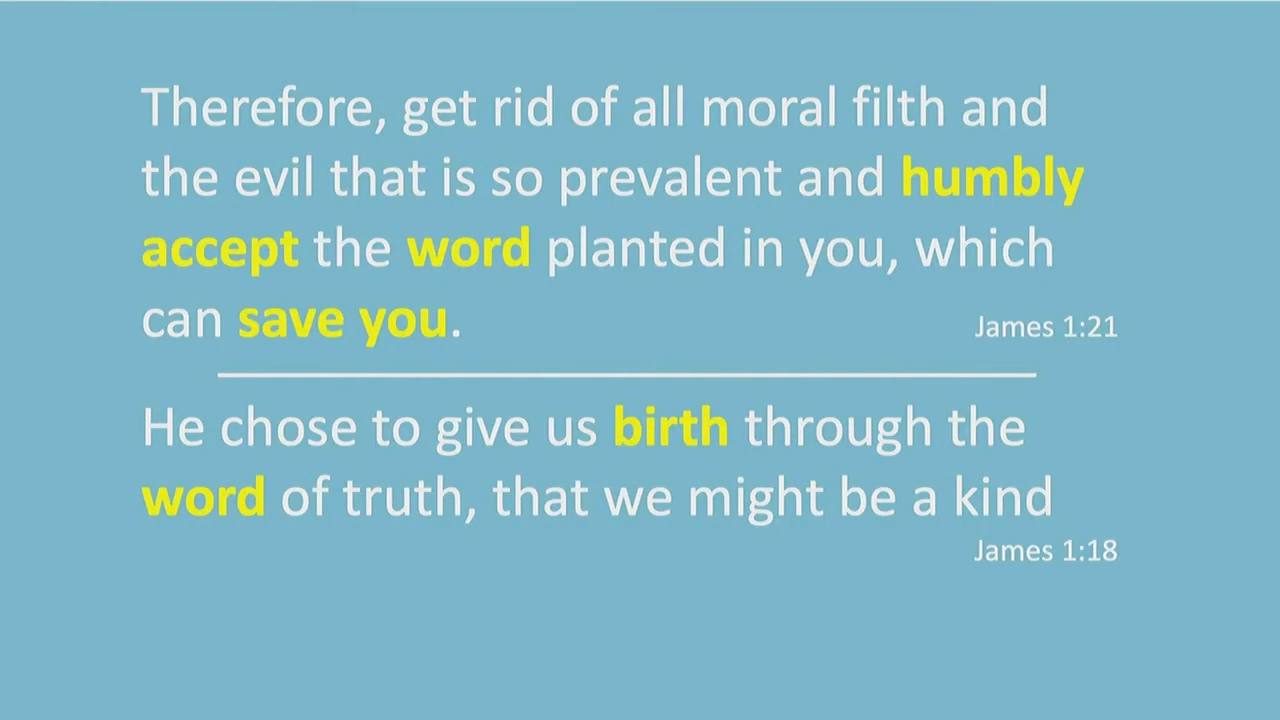 Therefore, get rid of all moral filth and
the evil that is so prevalent and humbly
accept the word planted in you, which
can save you.
James 1:21
He chose to give us birth through the
word of truth, that we might be a kind
James 1:18